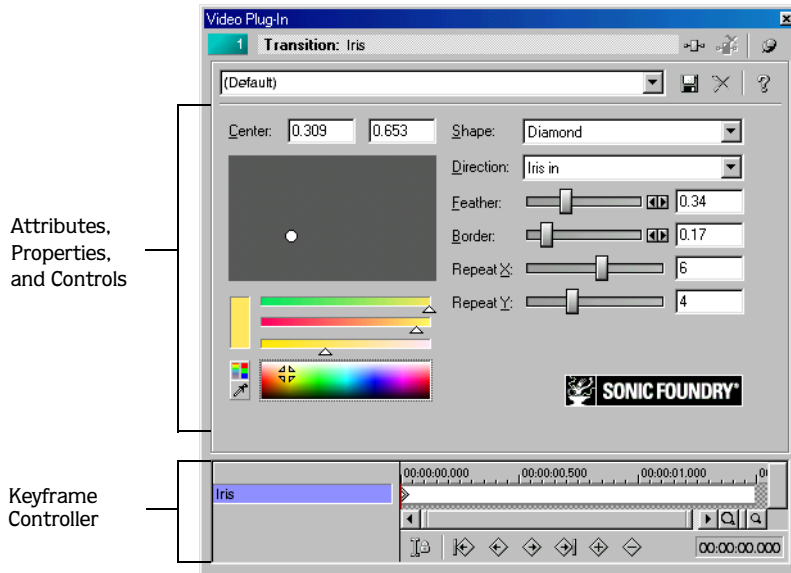 Video Plug-In
1 Transition: Iris
(Default)
Center: 0.309 0.653
Shape: Diamond
Direction: Iris in
Feather: 0.34
Border: 0.17
Repeat X: 6
Repeat Y: 4
SONIC FOUNDRY
Attributes,
Properties,
and Controls
00:00:00.000 00:00:00.500 00:00:01.000
Iris
Keyframe
Controller
00:00:00.000